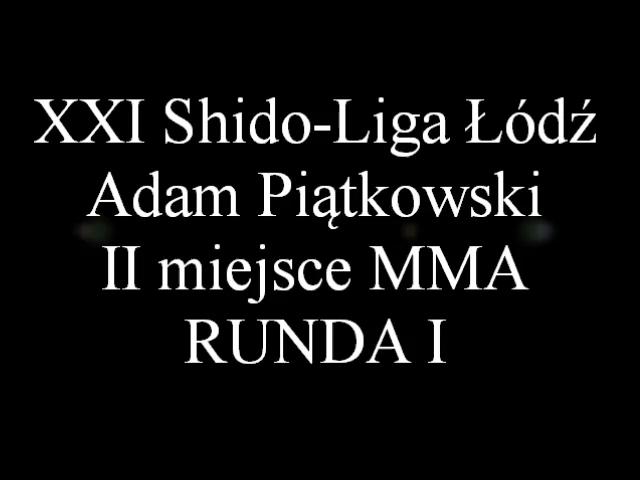 XXI Shido-Liga Łódź
Adam Piątkowski
II miejsce MMA
RUNDA I